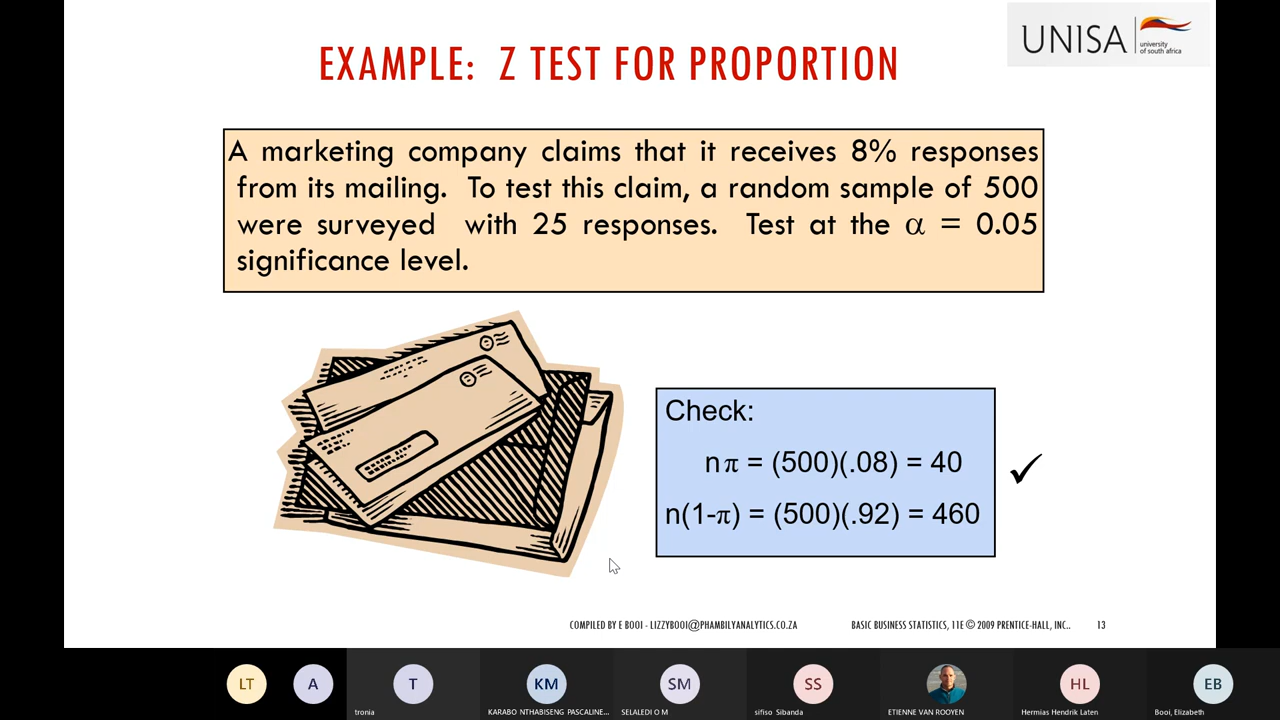 UNISA
university
of south africa
EXAMPLE: Z TEST FOR PROPORTION
A marketing company claims that it receives 8% responses
from its mailing. To test this claim, a random sample of 500
were surveyed with 25 responses. Test at the α = 0.05
significance level.
Check:
nπ = (500)(.08) = 40
n(1-π) = (500)(.92) = 460
✓
COMPILED BY E BOOI - LIZZYBOOI@PHAMBILYANALYTICS.CO.ZA
BASIC BUSINESS STATISTICS, 11E © 2009 PRENTICE-HALL, INC..
13
LT
A
T
KM
SM
SS
HL
EB
tronia
KARABO NTHABISENG PASCALINE...
SELALEDI O M
sifiso Sibanda
ETIENNE VAN ROOYEN
Hermias Hendrik Laten
Booi, Elizabeth